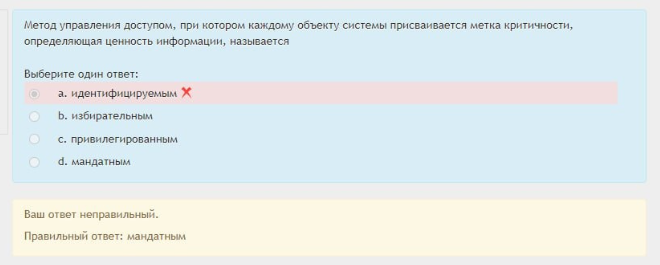 Метод управления доступом, при котором каждому объекту системы присваивается метка критичности,
определяющая ценность информации, называется
Выберите один ответ:
a. идентифицируемым
b. избирательным
c. привилегированным
d. мандатным
Ваш ответ неправильный.
Правильный ответ: мандатным